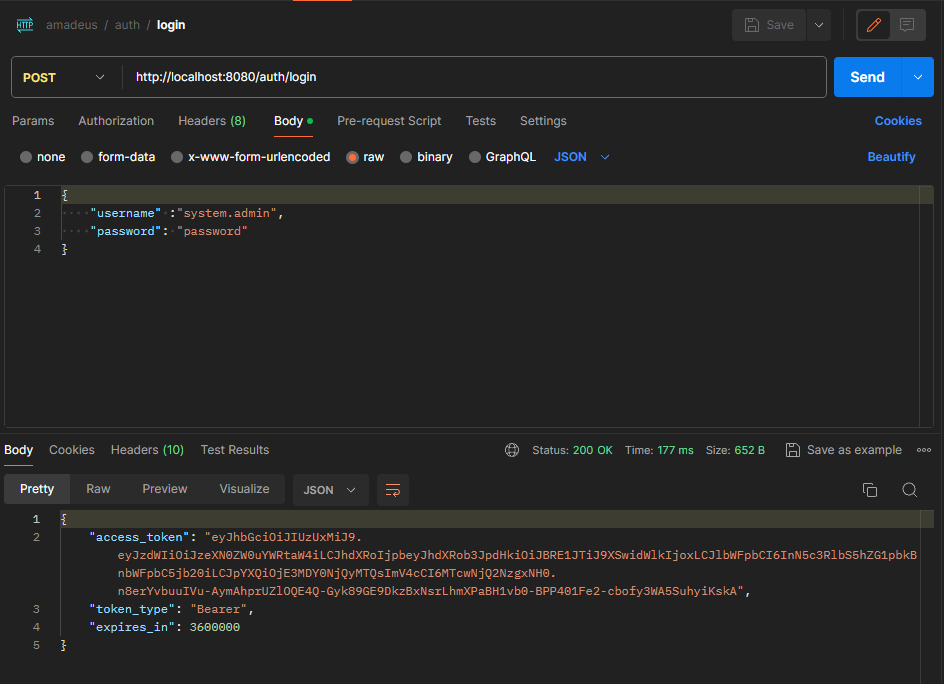 HTTP amadeus / auth / login Save
POST http://localhost:8080/auth/login Send
Params Authorization Headers (8) Body Pre-request Script Tests Settings Cookies
none form-data x-www-form-urlencoded raw binary GraphQL JSON Beautify
1 {
2 ····"username"·:"system.admin",
3 ····"password":·"password"
4 }
Body Cookies Headers (10) Test Results Status: 200 OK Time: 177 ms Size: 652 B Save as example
Pretty Raw Preview Visualize JSON
1 {
2 "access_token": "eyJhbGciOiJIUzUxMiJ9.
eyJzdWIiOiJzeXN0ZW0uYWRtaW4iLCJhdXRoIjpbeyJhdXRob3JpdHkiOiJBRE1JTiJ9XSwidWlkIjoxLCJlbWFpbCI6InN5c3RlbS5hZG1pbkB
nbWFpbC5jb20iLCJpYXQiOjE3MDY0NjQyMTQsImV4cCI6MTcwNjQ2NzgxNH0.
n8erYvbuuIVu-AymAhprUZlOQE4Q-Gyk89GE9DkzBxNsrLhmXPaBH1vb0-BPP401Fe2-cbofy3WA5SuhyiKskA",
3 "token_type": "Bearer",
4 "expires_in": 3600000
5 }